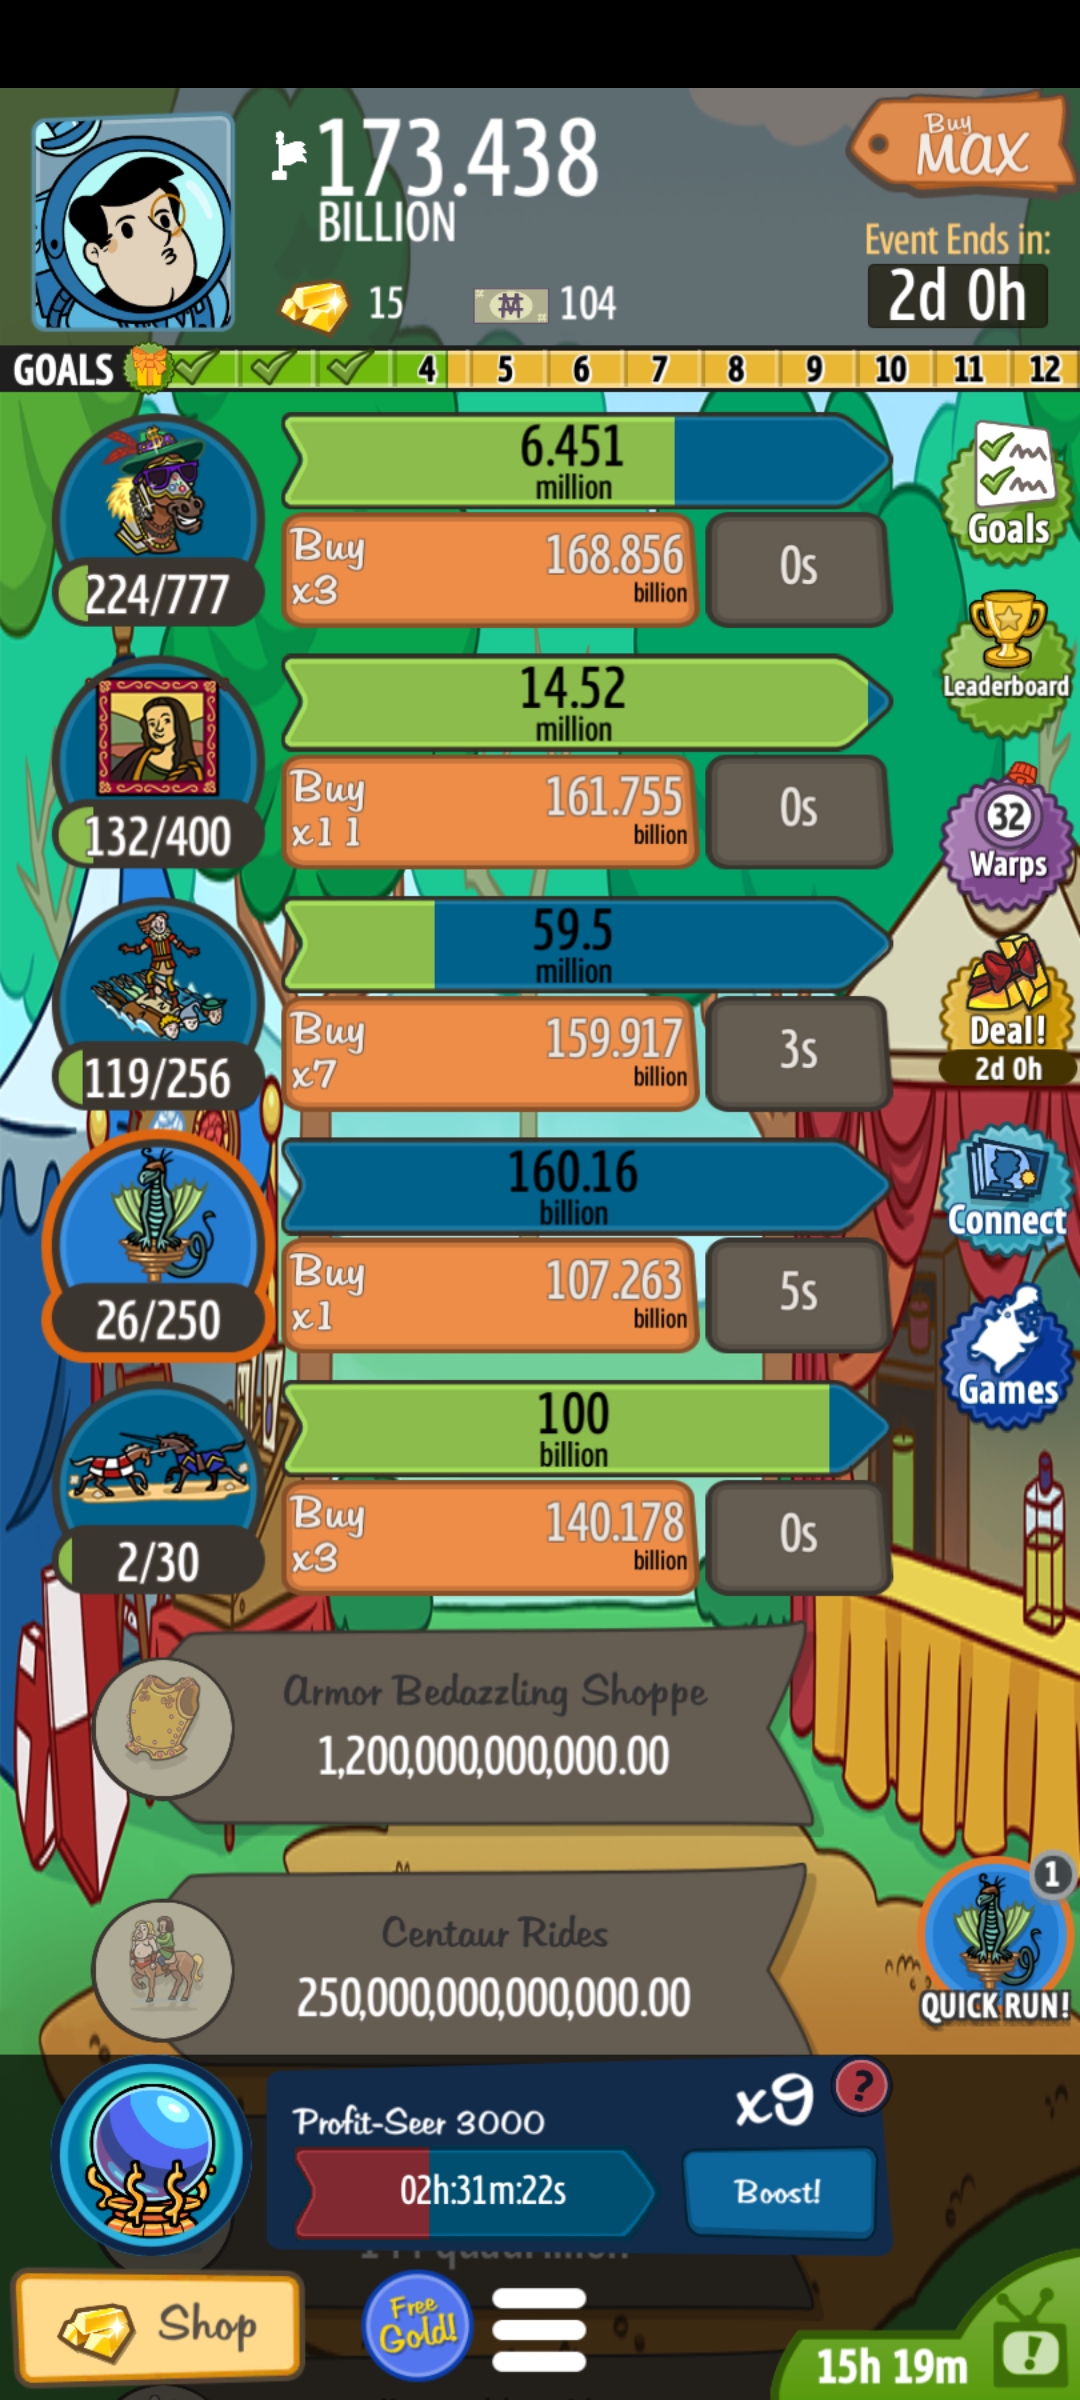 173.438
BILLION
15
104
Buy
MAX
Event Ends in:
2d 0h
GOALS 4 5 6 7 8 9 10 11 12
6.451
million
Buy
x3
168.856
billion
0s
224/777
Goals
14.52
million
Leaderboard
Buy
x11
161.755
billion
0s
132/400
32
Warps
59.5
million
Buy
x7
159.917
billion
3s
119/256
Deal!
2d 0h
160.16
billion
Buy
x1
107.263
billion
5s
26/250
Connect
100
billion
Games
Buy
x3
140.178
billion
0s
2/30
Armor Bedazzling Shoppe
1,200,000,000,000.00
Centaur Rides
250,000,000,000,000.00
1
QUICK RUN!
Profit-Seer 3000
x9
?
02h:31m:22s
Boost!
Shop
Free
Gold!
15h 19m
!